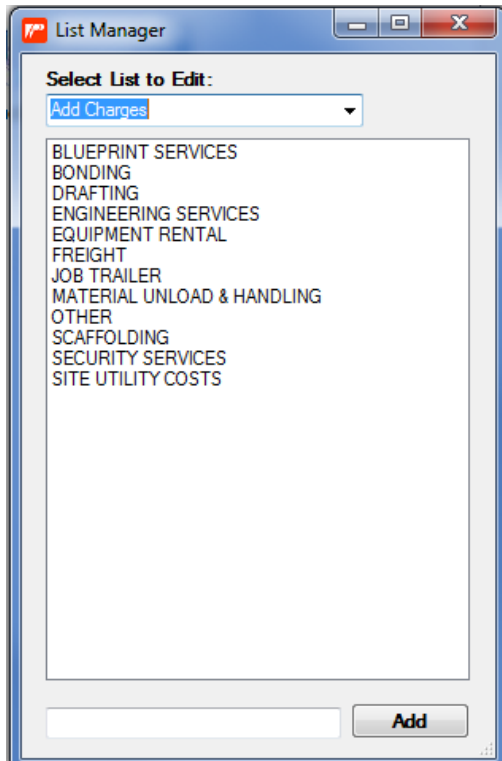 List Manager
Select List to Edit:
Add Charges
BLUEPRINT SERVICES
BONDING
DRAFTING
ENGINEERING SERVICES
EQUIPMENT RENTAL
FREIGHT
JOB TRAILER
MATERIAL UNLOAD & HANDLING
OTHER
SCAFFOLDING
SECURITY SERVICES
SITE UTILITY COSTS
Add